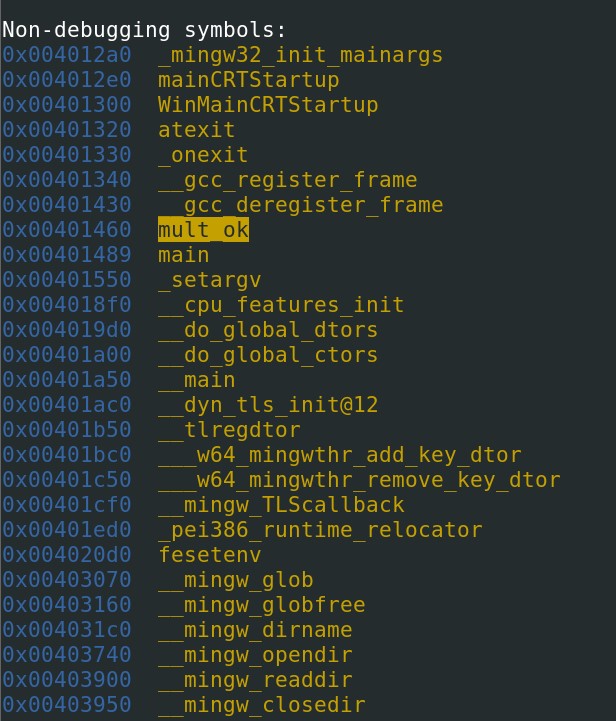 Non-debugging symbols:
0x004012a0 _mingw32_init_mainargs
0x004012e0 mainCRTStartup
0x00401300 WinMainCRTStartup
0x00401320 atexit
0x00401330 _onexit
0x00401340 __gcc_register_frame
0x00401430 __gcc_deregister_frame
0x00401460 mult_ok
0x00401489 main
0x00401550 _setargv
0x004018f0 __cpu_features_init
0x004019d0 __do_global_dtors
0x00401a00 __do_global_ctors
0x00401a50 __main
0x00401ac0 __dyn_tls_init@12
0x00401b50 __tlregdtor
0x00401bc0 ___w64_mingwthr_add_key_dtor
0x00401c50 ___w64_mingwthr_remove_key_dtor
0x00401cf0 __mingw_TLScallback
0x00401ed0 _pei386_runtime_relocator
0x004020d0 fesetenv
0x00403070 __mingw_glob
0x00403160 __mingw_globfree
0x004031c0 __mingw_dirname
0x00403740 __mingw_opendir
0x00403900 __mingw_readdir
0x00403950 __mingw_closedir